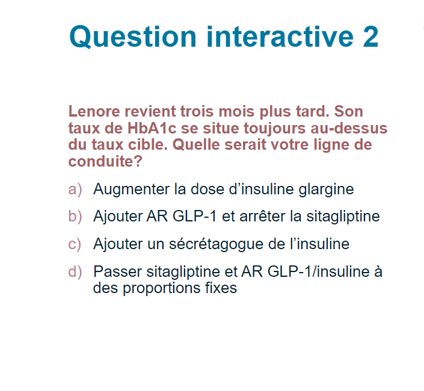 Question interactive 2
Lenore revient trois mois plus tard. Son
taux de HbA1c se situe toujours au-dessus
du taux cible. Quelle serait votre ligne de
conduite?
a) Augmenter la dose d’insuline glargine
b) Ajouter AR GLP-1 et arrêter la sitagliptine
c) Ajouter un sécrétagogue de l’insuline
d) Passer sitagliptine et AR GLP-1/insuline à
des proportions fixes